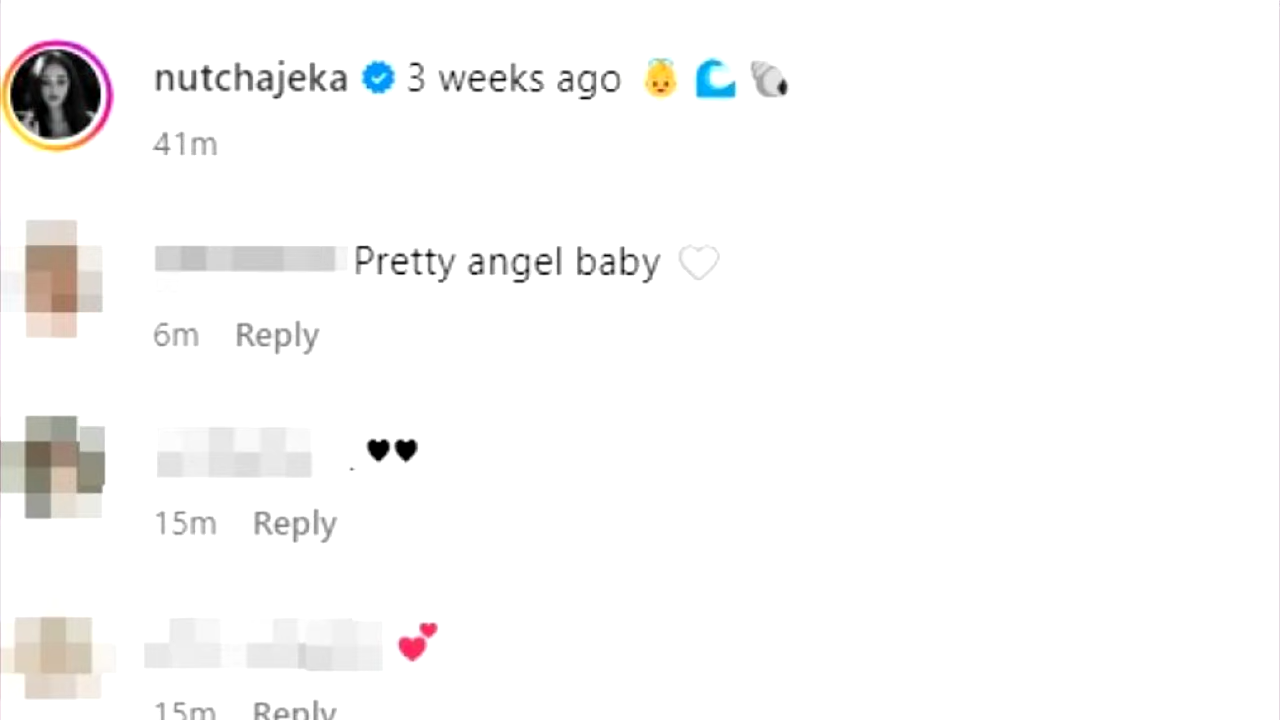 nutchajeka 3 weeks ago 👼 🌊 🐚
41m
Pretty angel baby 🤍
6m Reply
. 🖤🖤
15m Reply
💕
15m Reply